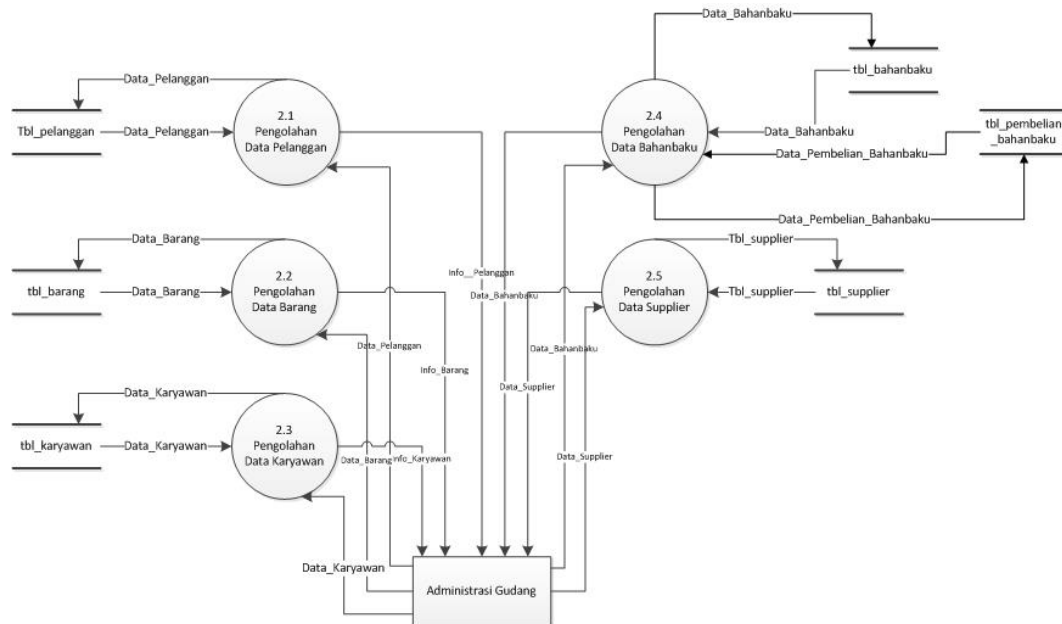 Data_Bahanbaku
tbl_bahanbaku
Data_Pelanggan
2.1
Pengolahan
Data Pelanggan
Tbl_pelanggan
Data_Pelanggan
2.4
Pengolahan
Data Bahanbaku
Data_Bahanbaku
tbl_pembelian
_bahanbaku
Data_Pembelian_Bahanbaku
Data_Pembelian_Bahanbaku
Data_Barang
2.2
Pengolahan
Data Barang
tbl_barang
Data_Barang
Tbl_supplier
2.5
Pengolahan
Data Supplier
Tbl_supplier
tbl_supplier
Info__Pelanggan
Data_Bahanbaku
Data_Pelanggan
Data_Bahanbaku
Info_Barang
Data_Supplier
Data_Karyawan
2.3
Pengolahan
Data Karyawan
tbl_karyawan
Data_Karyawan
Data_Barang
Info_Karyawan
Data_Supplier
Data_Karyawan
Administrasi Gudang